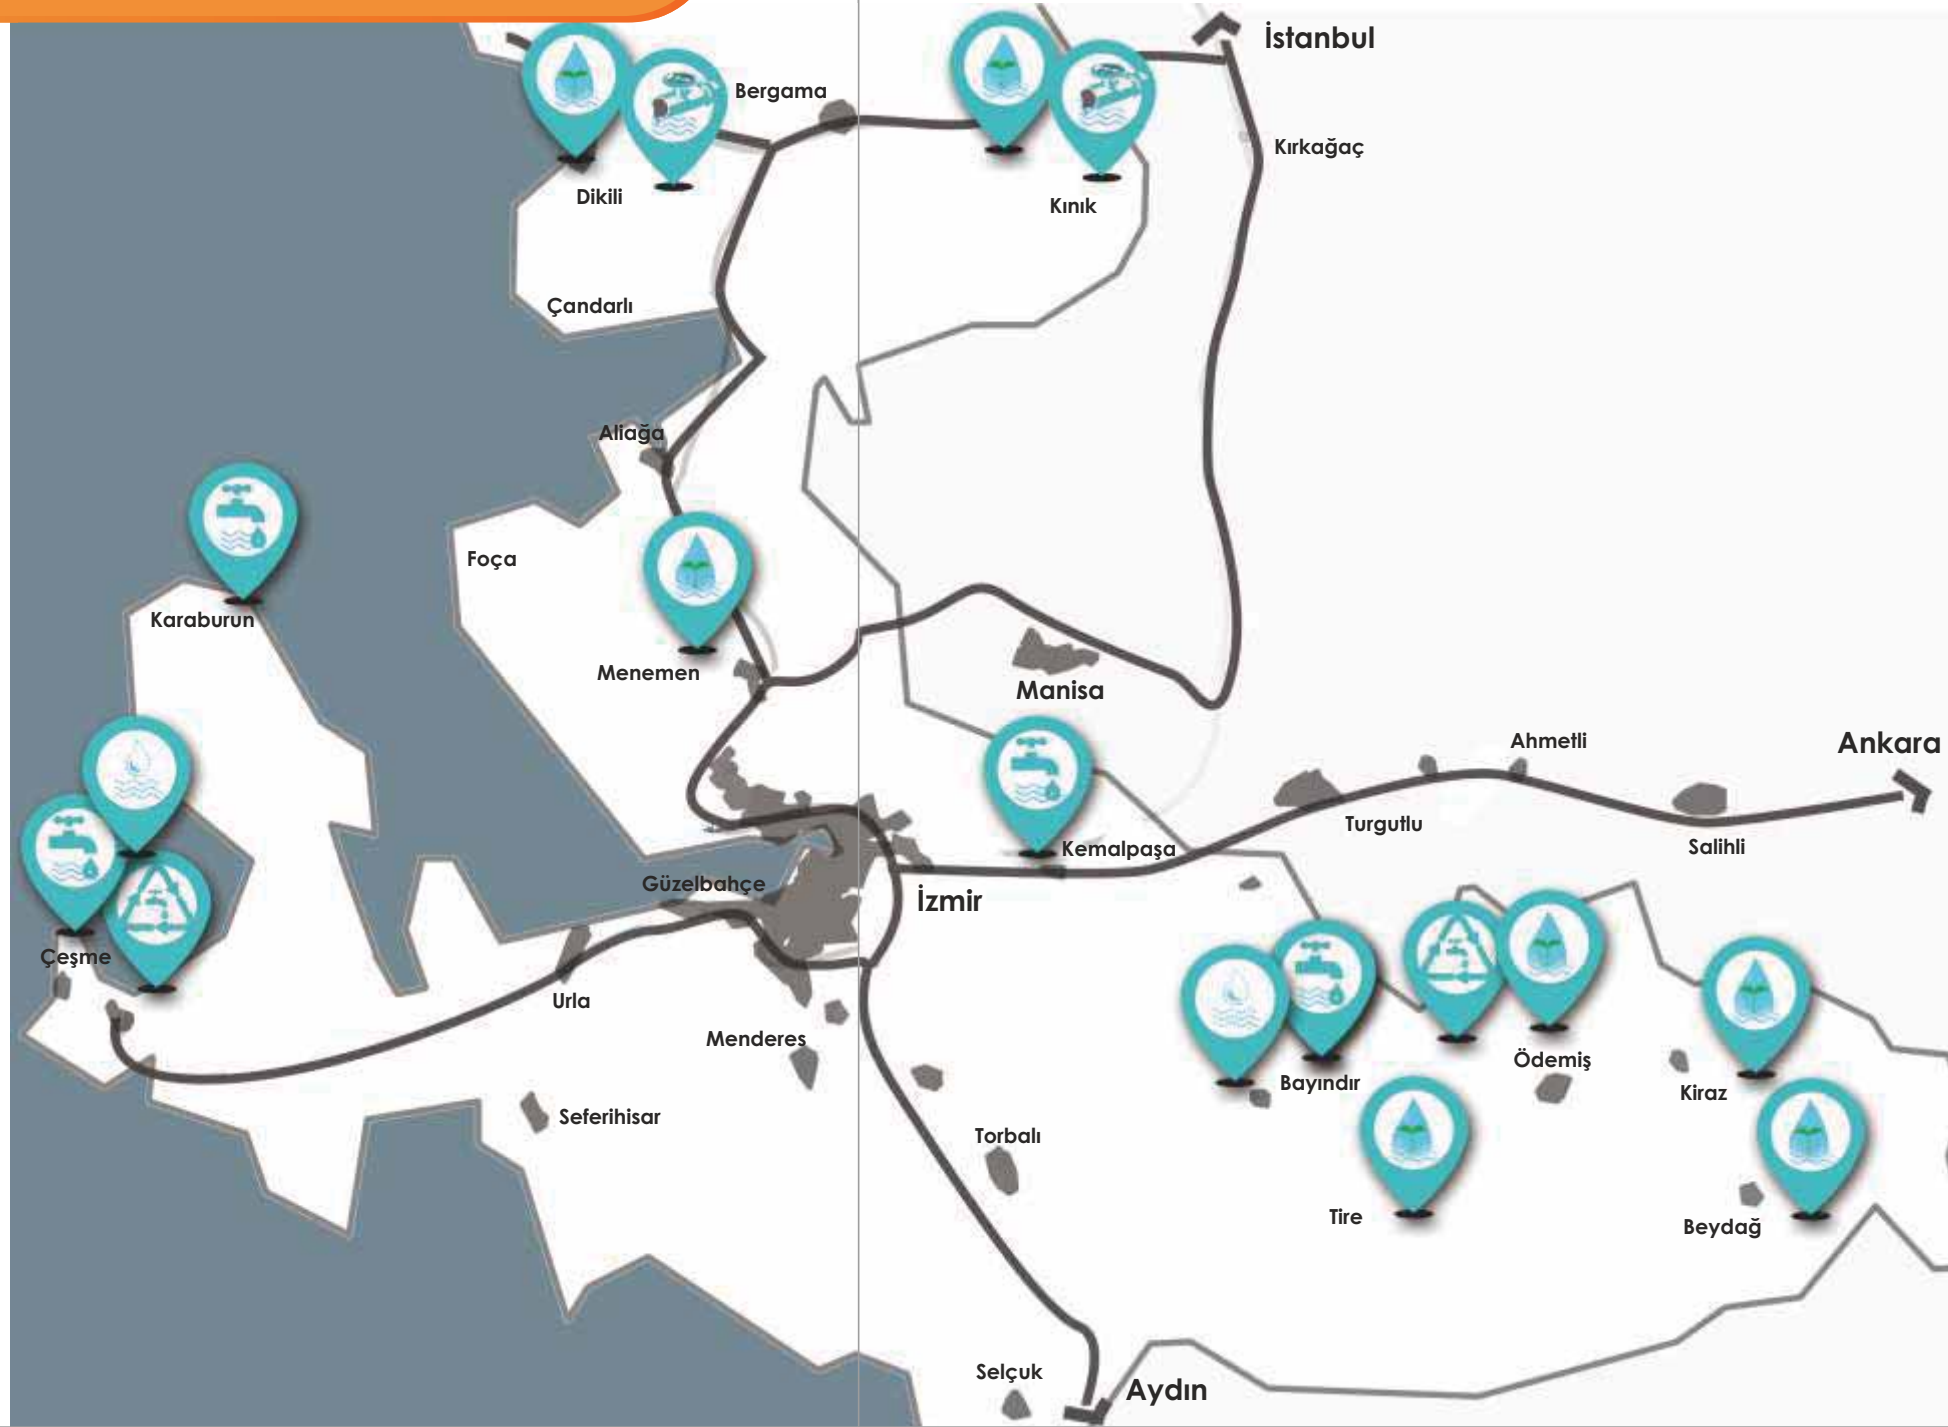 İstanbul
Bergama
Kırkağaç
Dikili
Kınık
Çandarlı
Aliağa
Foça
Karaburun
Menemen
Manisa
Ahmetli
Ankara
Turgutlu
Kemalpaşa
Salihli
Güzelbahçe
İzmir
Çeşme
Urla
Menderes
Ödemiş
Bayındır
Kiraz
Seferihisar
Torbalı
Tire
Beydağ
Selçuk
Aydın